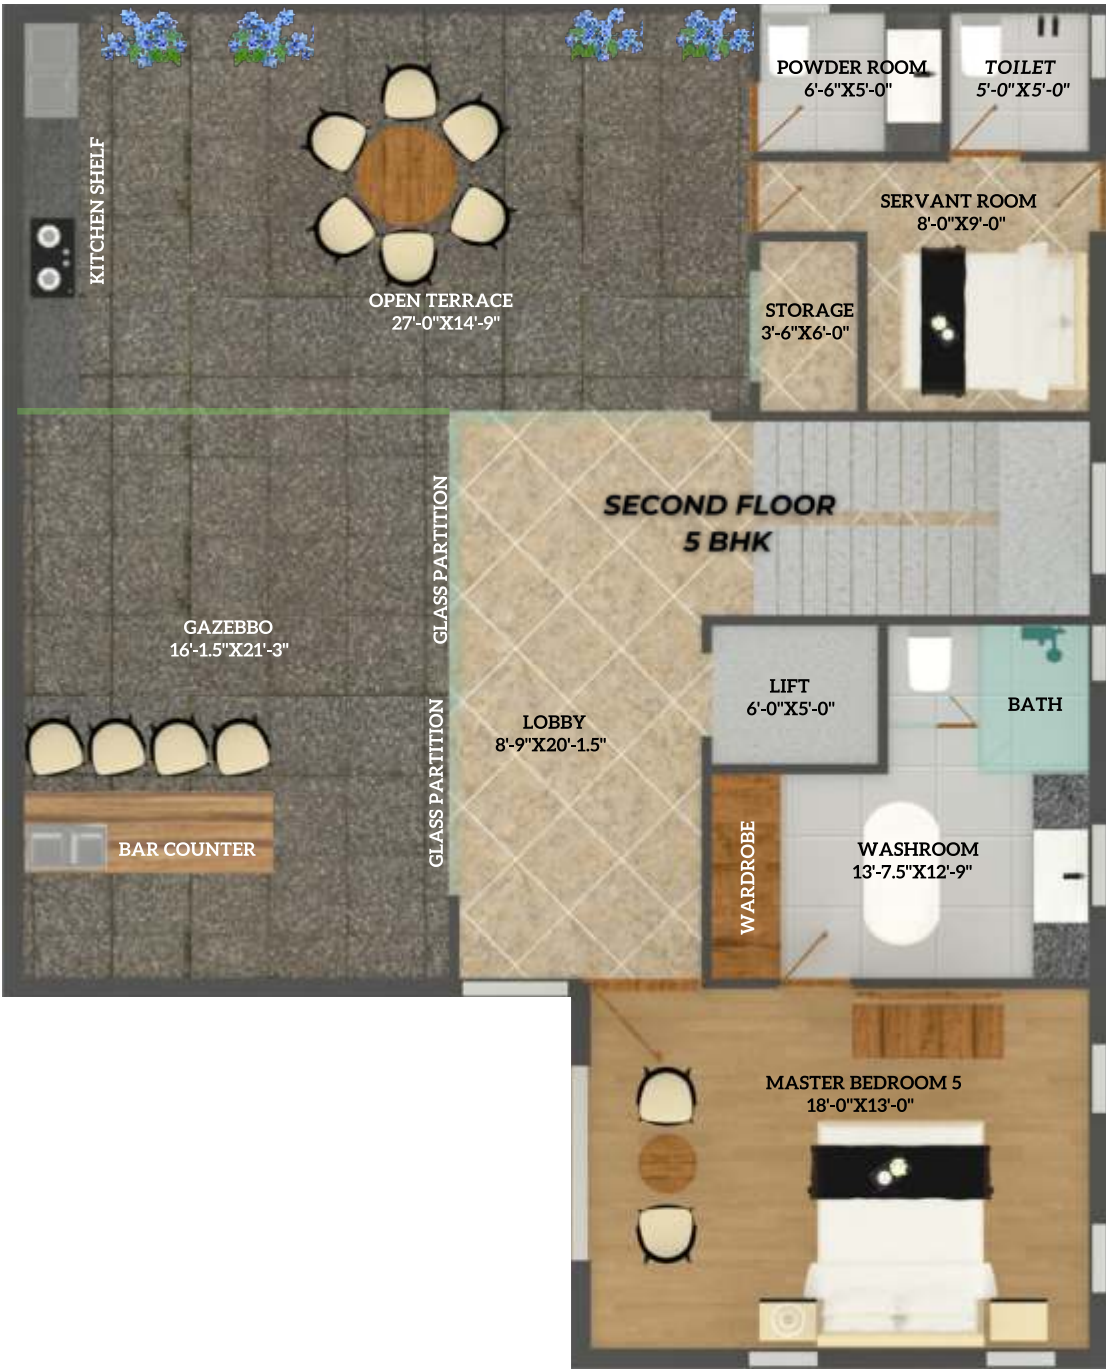 POWDER ROOM
6'-6"X5'-0"
TOILET
5'-0"X5'-0"
KITCHEN SHELF
SERVANT ROOM
8'-0"X9'-0"
OPEN TERRACE
27'-0"X14'-9"
STORAGE
3'-6"X6'-0"
SECOND FLOOR
5 BHK
GLASS PARTITION
GAZEBBO
16'-1.5"X21'-3"
LIFT
6'-0"X5'-0"
BATH
LOBBY
8'-9"X20'-1.5"
GLASS PARTITION
BAR COUNTER
WARDROBE
WASHROOM
13'-7.5"X12'-9"
MASTER BEDROOM 5
18'-0"X13'-0"